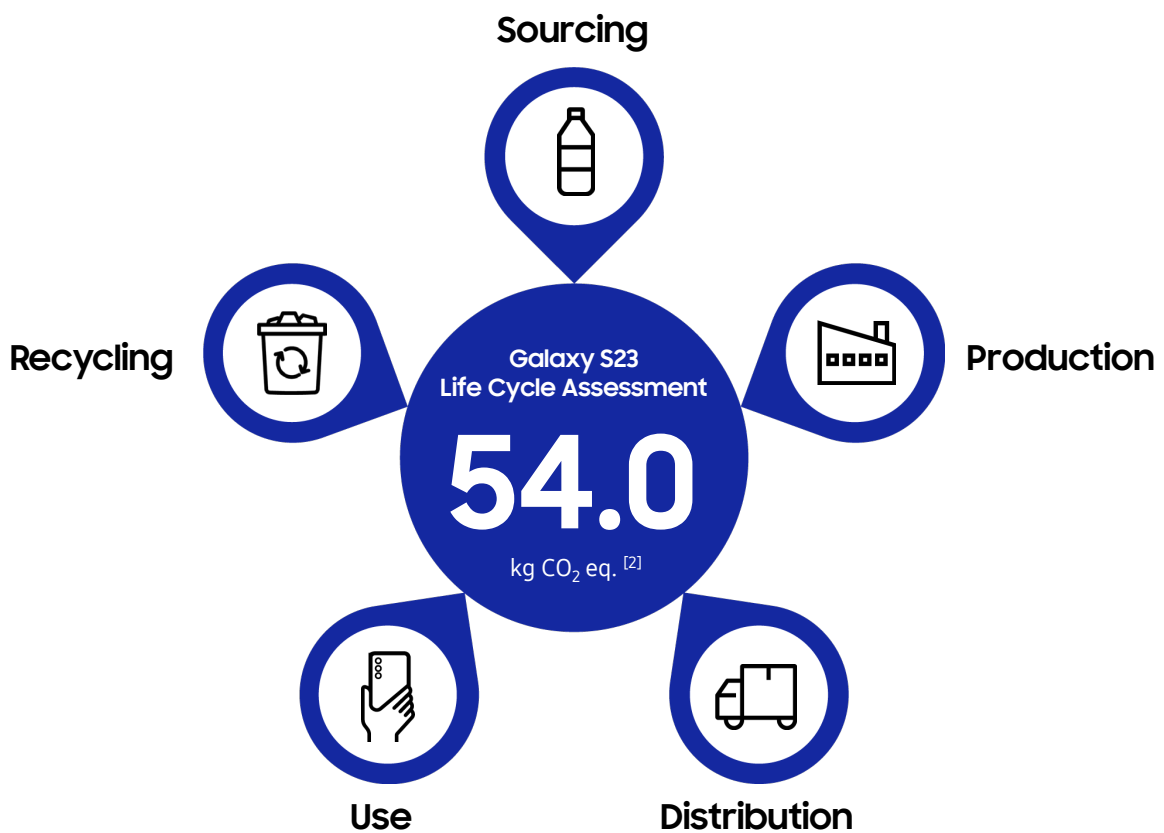 Sourcing
Recycling
Production
Galaxy S23
Life Cycle Assessment
54.0
kg CO₂ eq. [2]
Use
Distribution